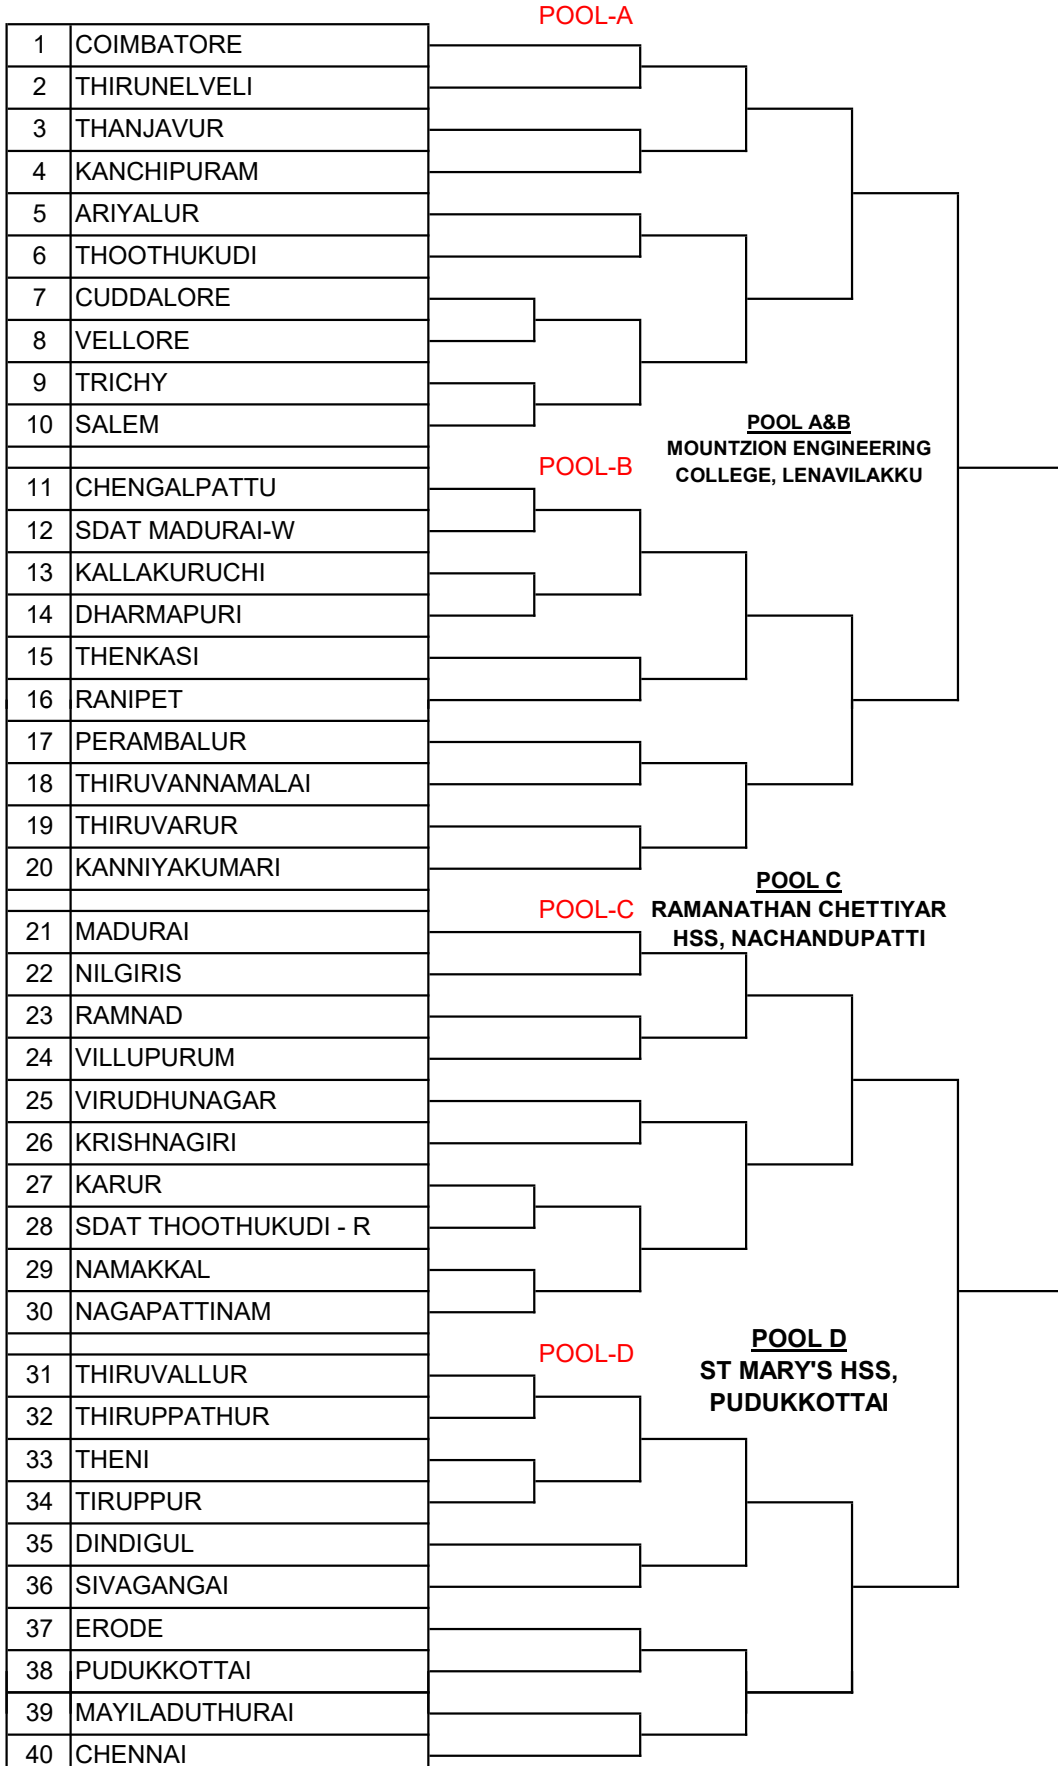 POOL-A
1 COIMBATORE
2 THIRUNELVELI
3 THANJAVUR
4 KANCHIPURAM
5 ARIYALUR
6 THOOTHUKUDI
7 CUDDALORE
8 VELLORE
9 TRICHY
10 SALEM
POOL A&B
MOUNTZION ENGINEERING
COLLEGE, LENAVILAKKU
POOL-B
11 CHENGALPATTU
12 SDAT MADURAI-W
13 KALLAKURUCHI
14 DHARMAPURI
15 THENKASI
16 RANIPET
17 PERAMBALUR
18 THIRUVANNAMALAI
19 THIRUVARUR
20 KANNIYAKUMARI
POOL C
RAMANATHAN CHETTIYAR
HSS, NACHANDUPATTI
POOL-C
21 MADURAI
22 NILGIRIS
23 RAMNAD
24 VILLUPURUM
25 VIRUDHUNAGAR
26 KRISHNAGIRI
27 KARUR
28 SDAT THOOTHUKUDI - R
29 NAMAKKAL
30 NAGAPATTINAM
POOL D
ST MARY'S HSS,
PUDUKKOTTAI
POOL-D
31 THIRUVALLUR
32 THIRUPPATHUR
33 THENI
34 TIRUPPUR
35 DINDIGUL
36 SIVAGANGAI
37 ERODE
38 PUDUKKOTTAI
39 MAYILADUTHURAI
40 CHENNAI